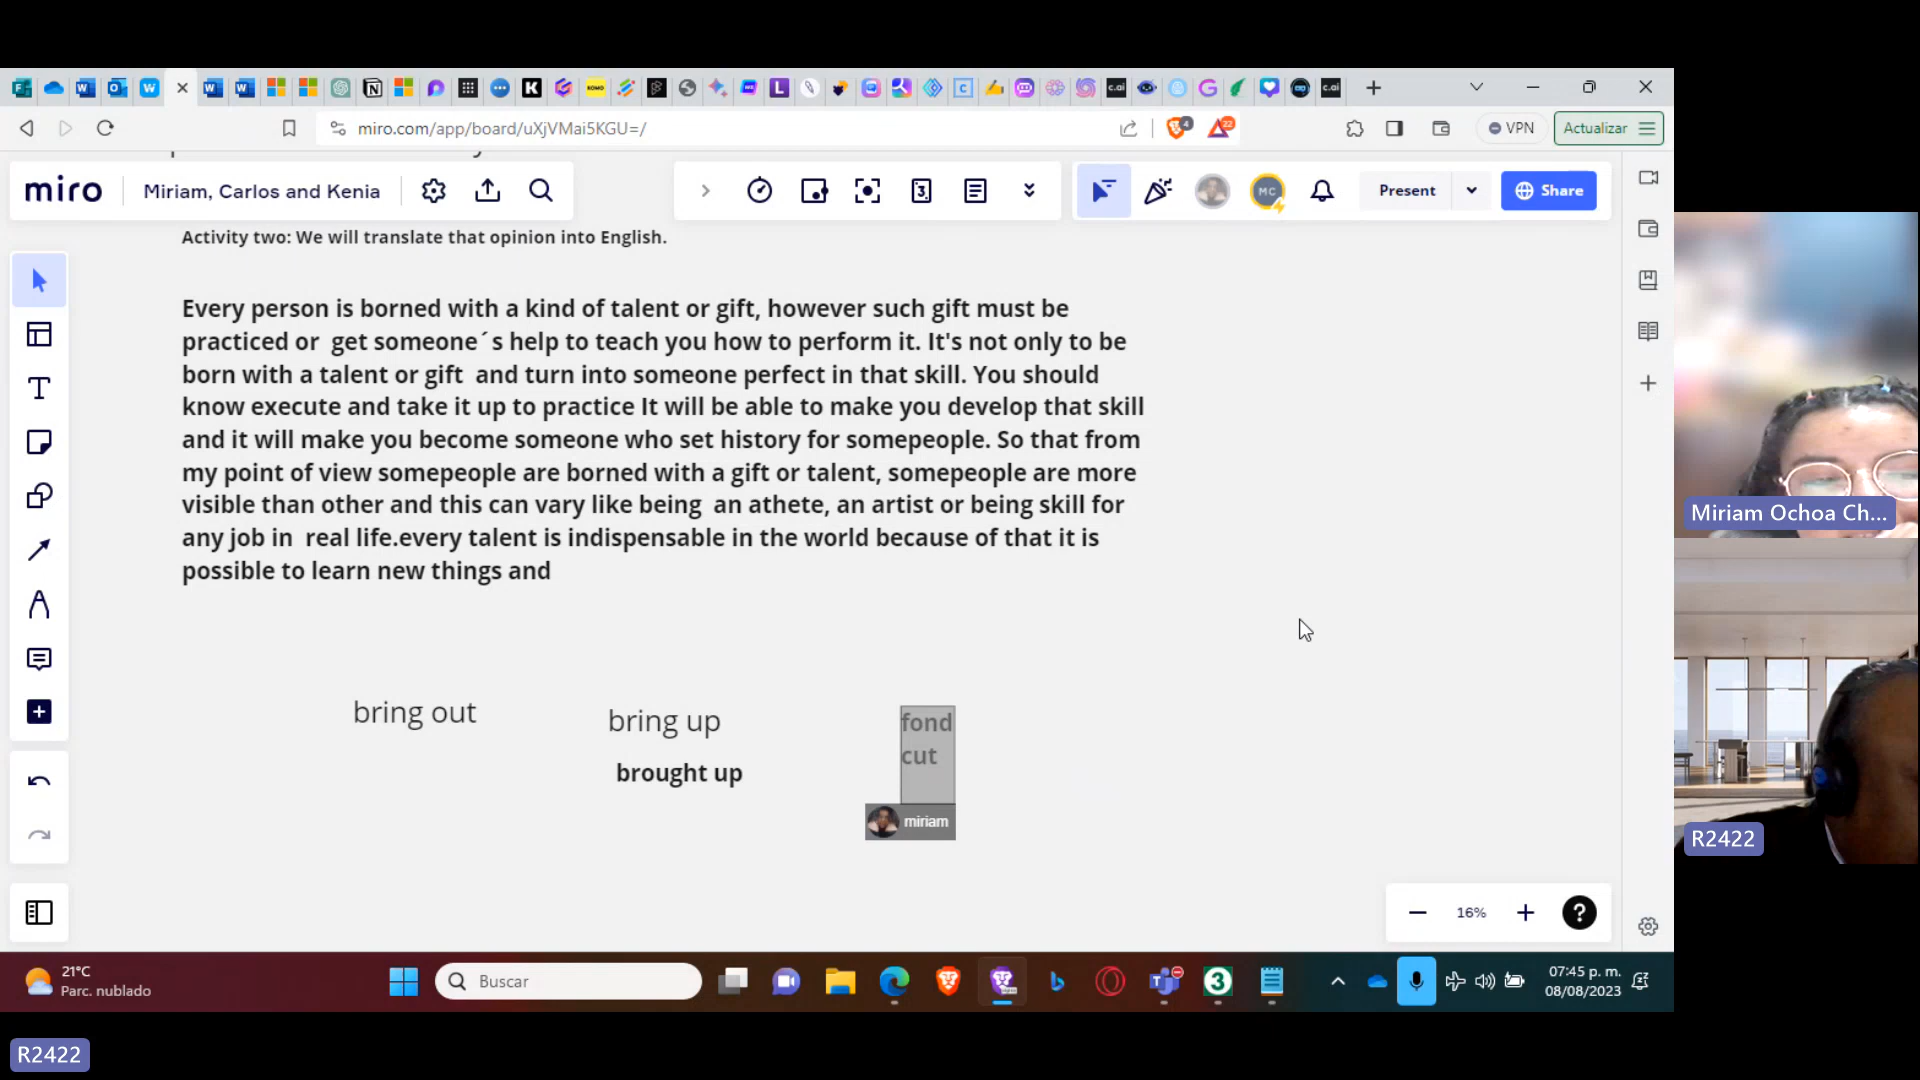 miro.com/app/board/uXjVMai5KGU=/
4
22
VPN
Actualizar
miro
Miriam, Carlos and Kenia
3
MC
Present
Share
Activity two: We will translate that opinion into English.
Every person is borned with a kind of talent or gift, however such gift must be
practiced or  get someone´s help to teach you how to perform it. It's not only to be
born with a talent or gift  and turn into someone perfect in that skill. You should
know execute and take it up to practice It will be able to make you develop that skill
and it will make you become someone who set history for somepeople. So that from
my point of view somepeople are borned with a gift or talent, somepeople are more
visible than other and this can vary like being  an athete, an artist or being skill for
any job in  real life.every talent is indispensable in the world because of that it is
possible to learn new things and
bring out
bring up
brought up
fond
cut
miriam
Miriam Ochoa Ch...
R2422
16%
21°C
Parc. nublado
Buscar
07:45 p. m.
08/08/2023
R2422